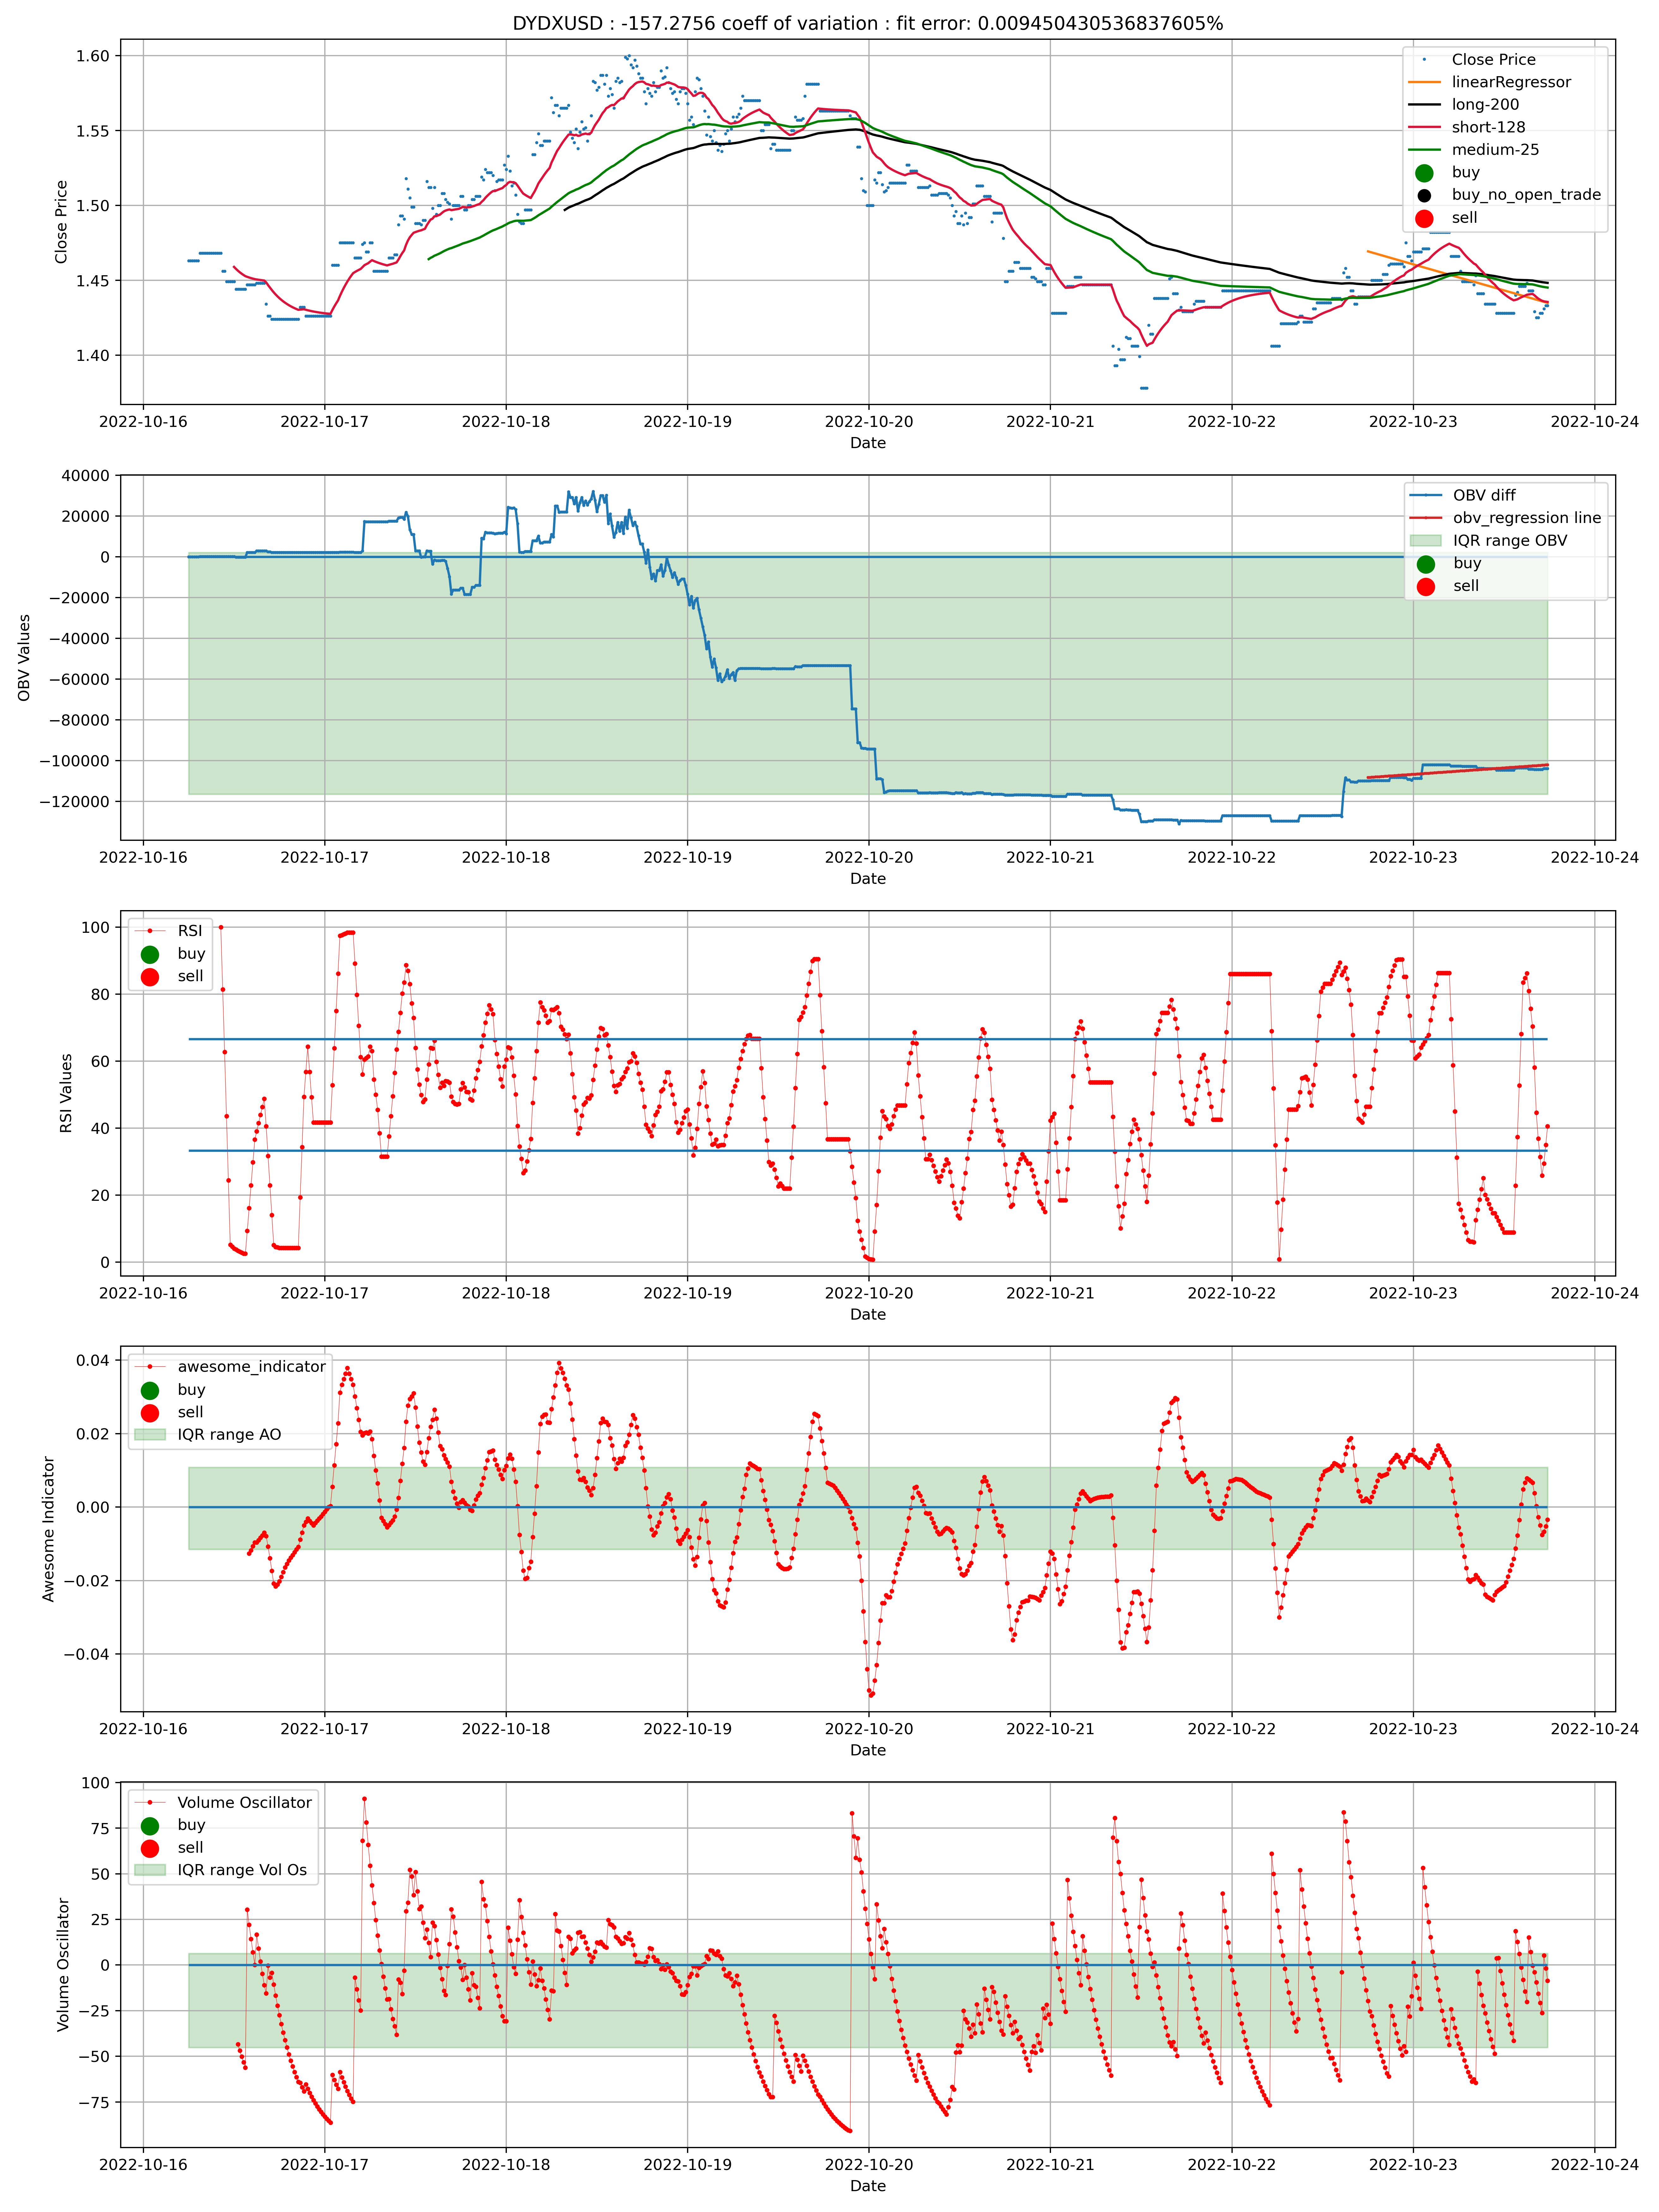 DYDXUSD : -157.2756 coeff of variation : fit error: 0.009450430536837605%
Close Price
1.60
1.55
1.50
1.45
1.40
Close Price
linearRegressor
long-200
short-128
medium-25
buy
buy_no_open_trade
sell
2022-10-16 2022-10-17 2022-10-18 2022-10-19 2022-10-20 2022-10-21 2022-10-22 2022-10-23 2022-10-24
Date
OBV Values
40000
20000
0
−20000
−40000
−60000
−80000
−100000
−120000
OBV diff
obv_regression line
IQR range OBV
buy
sell
2022-10-16 2022-10-17 2022-10-18 2022-10-19 2022-10-20 2022-10-21 2022-10-22 2022-10-23 2022-10-24
Date
RSI Values
100
80
60
40
20
0
RSI
buy
sell
2022-10-16 2022-10-17 2022-10-18 2022-10-19 2022-10-20 2022-10-21 2022-10-22 2022-10-23 2022-10-24
Date
Awesome Indicator
0.04
0.02
0.00
−0.02
−0.04
awesome_indicator
buy
sell
IQR range AO
2022-10-16 2022-10-17 2022-10-18 2022-10-19 2022-10-20 2022-10-21 2022-10-22 2022-10-23 2022-10-24
Date
Volume Oscillator
100
75
50
25
0
−25
−50
−75
Volume Oscillator
buy
sell
IQR range Vol Os
2022-10-16 2022-10-17 2022-10-18 2022-10-19 2022-10-20 2022-10-21 2022-10-22 2022-10-23 2022-10-24
Date